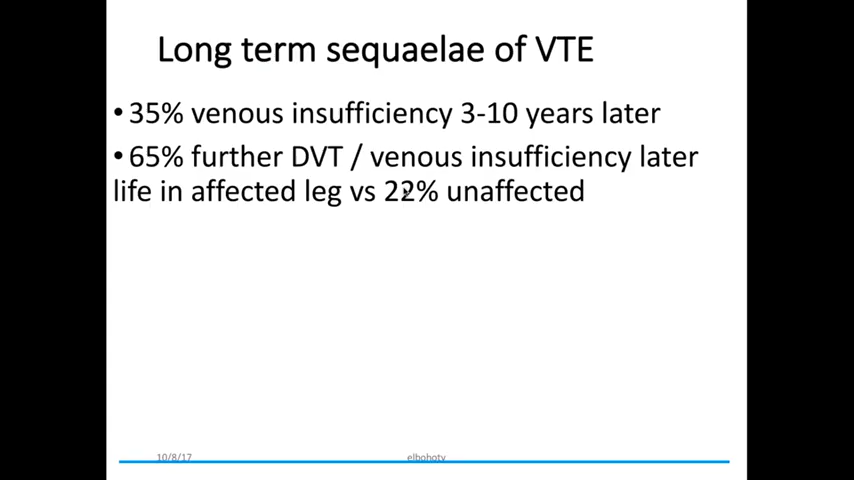 Long term sequaelae of VTE
• 35% venous insufficiency 3-10 years later
• 65% further DVT / venous insufficiency later
life in affected leg vs 22% unaffected
10/8/17
elbohoty